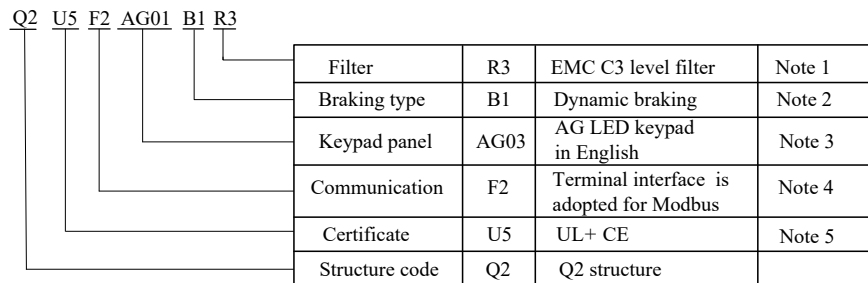 Q2 U5 F2 AG01 B1 R3
Filter R3 EMC C3 level filter Note 1
Braking type B1 Dynamic braking Note 2
Keypad panel AG03 AG LED keypad in English Note 3
Communication F2 Terminal interface is adopted for Modbus Note 4
Certificate U5 UL+ CE Note 5
Structure code Q2 Q2 structure